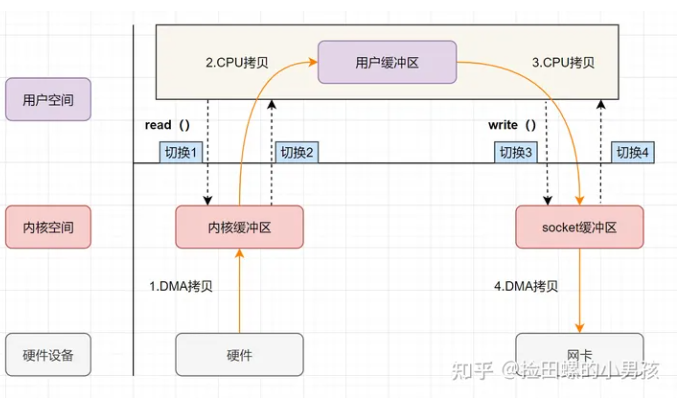 2.CPU拷贝
用户缓冲区
3.CPU拷贝
用户空间
read（）
write（）
切换1
切换2
切换3
切换4
内核空间
内核缓冲区
socket缓冲区
1.DMA拷贝
4.DMA拷贝
硬件设备
硬件
网卡
知乎 @捡田螺的小男孩